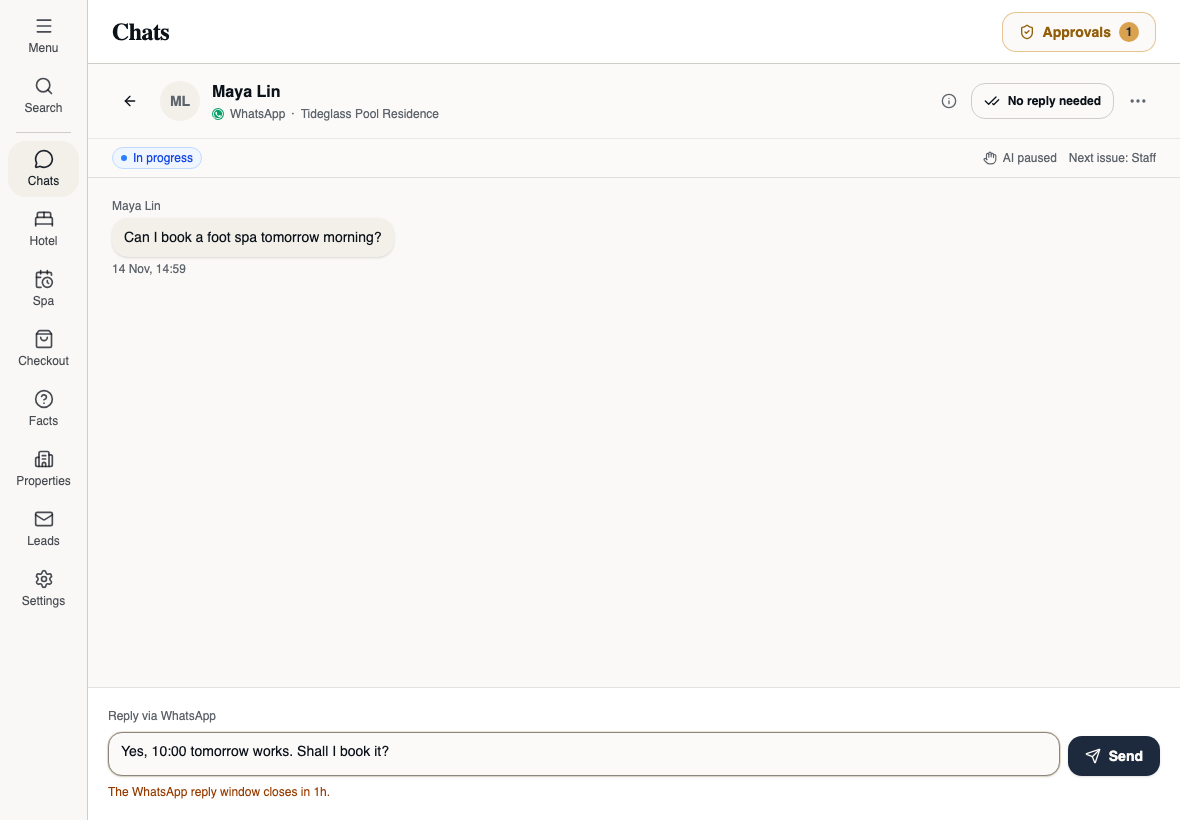 Menu
Search
Chats
Hotel
Spa
Checkout
Facts
Properties
Leads
Settings
Chats
Approvals 1
ML
Maya Lin
WhatsApp · Tideglass Pool Residence
No reply needed
In progress
AI paused
Next issue: Staff
Maya Lin
Can I book a foot spa tomorrow morning?
14 Nov, 14:59
Reply via WhatsApp
Yes, 10:00 tomorrow works. Shall I book it?
Send
The WhatsApp reply window closes in 1h.